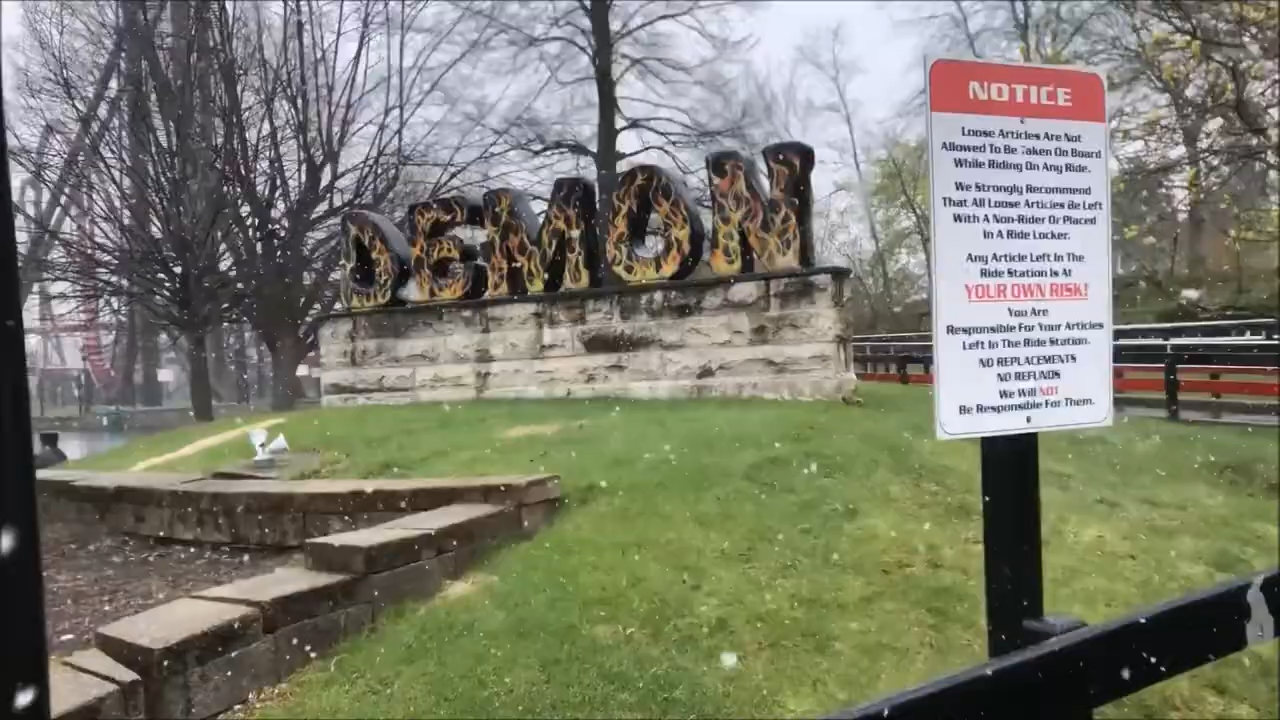 DEMON
NOTICE
Loose Articles Are Not
Allowed To Be Taken On Board
While Riding On Any Ride.
We Strongly Recommend
That All Loose Articles Be Left
With A Non-Rider Or Placed
In A Ride Locker.
Any Article Left In The
Ride Station Is At
YOUR OWN RISK!
You Are
Responsible For Your Articles
Left In The Ride Station.
NO REPLACEMENTS
NO REFUNDS
We Will NOT
Be Responsible For Them.